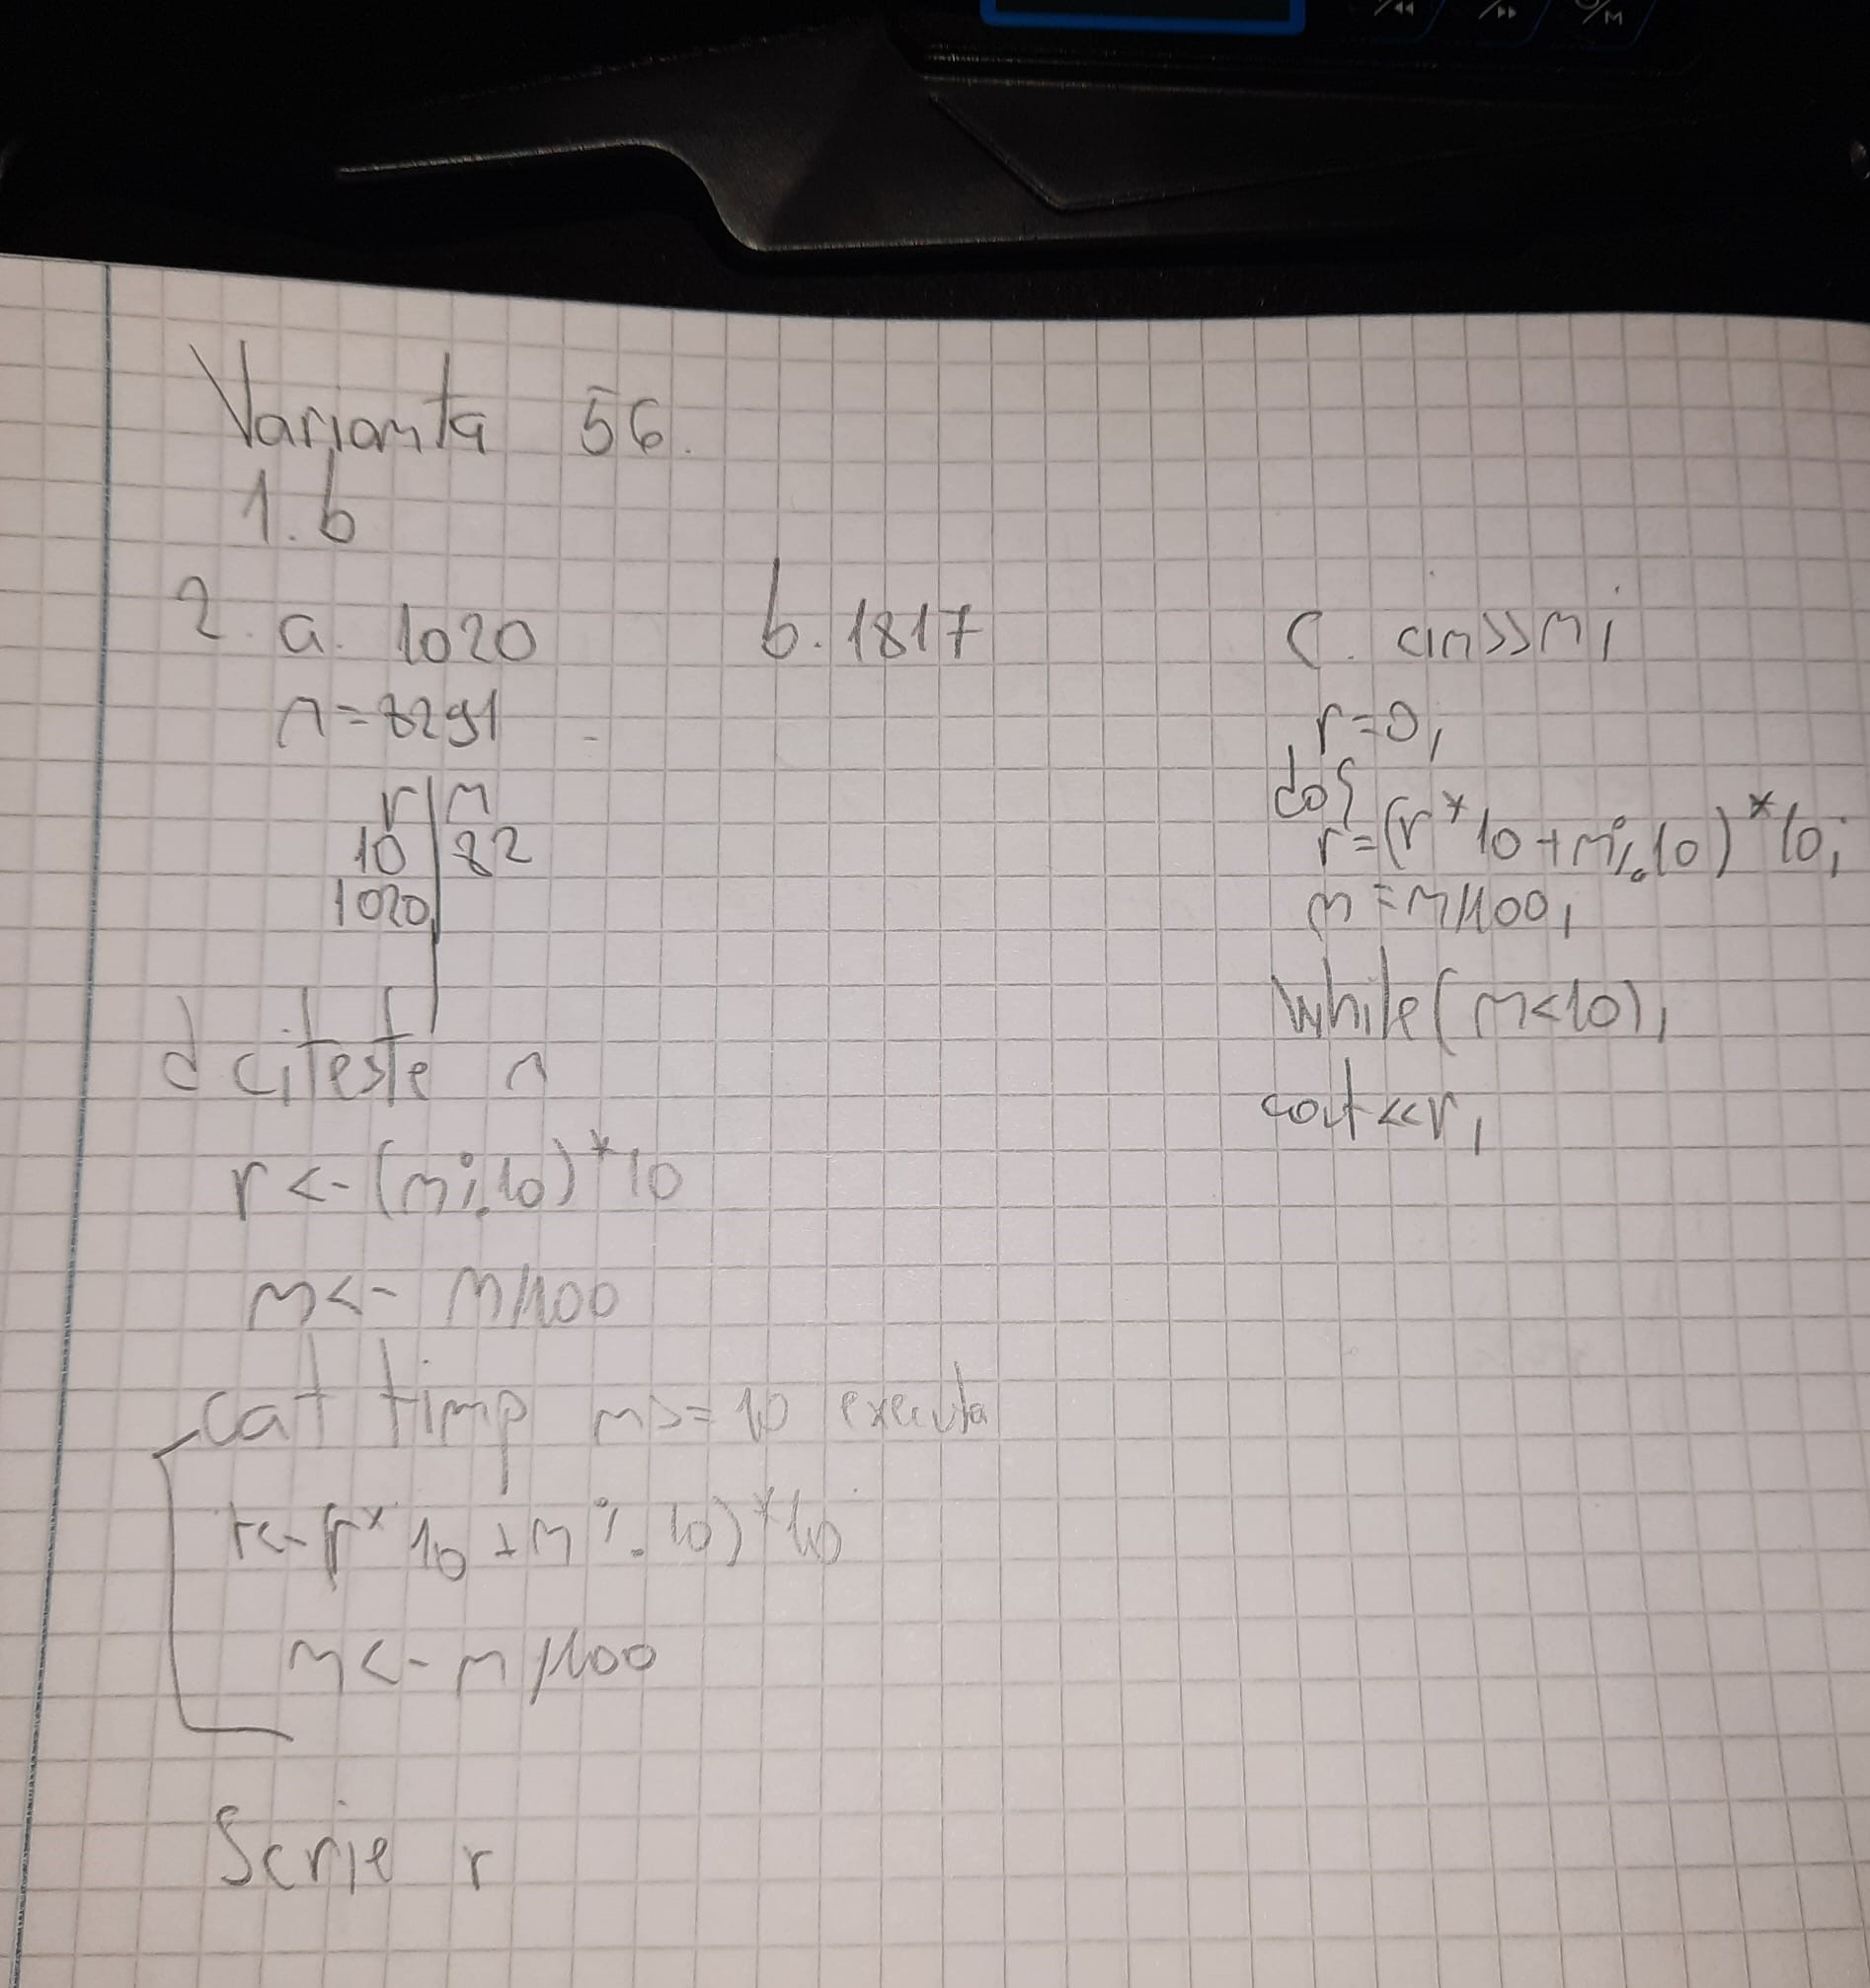 Varianta 56.
1. b
2. a. 1020
n=8291
r | n
10 | 82
1020 |
b. 1817
c. cin>>n;
r=0;
do{
r=(r*10+n%10)*10;
n=n/100;
while(n<10);
cout<<r;
d citeste n
r<-(n%10)*10
n<- n/100
cat timp n>=10 executa
r<-(r*10+n%10)*10
n<-n/100
Scrie r